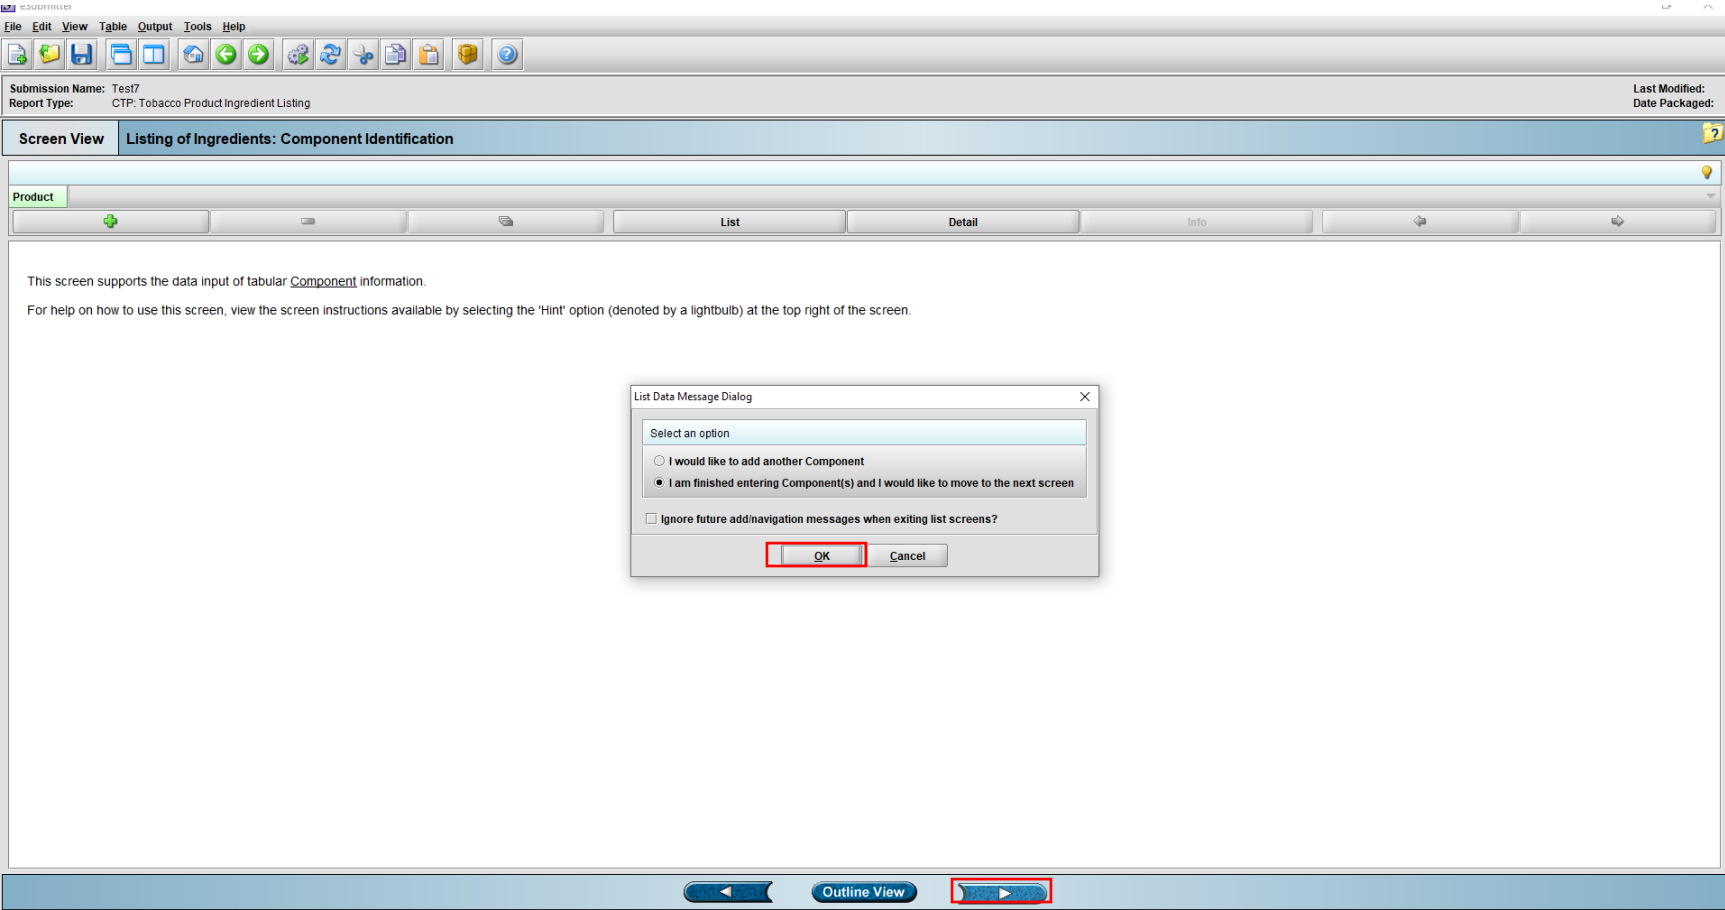 eSubmitter
File Edit View Table Output Tools Help
Submission Name: Test7
Last Modified:
Report Type: CTP: Tobacco Product Ingredient Listing
Date Packaged:
Screen View Listing of Ingredients: Component Identification
Product
List Detail Info
This screen supports the data input of tabular Component information.
For help on how to use this screen, view the screen instructions available by selecting the 'Hint' option (denoted by a lightbulb) at the top right of the screen.
List Data Message Dialog
Select an option
I would like to add another Component
I am finished entering Component(s) and I would like to move to the next screen
Ignore future add/navigation messages when exiting list screens?
OK Cancel
Outline View